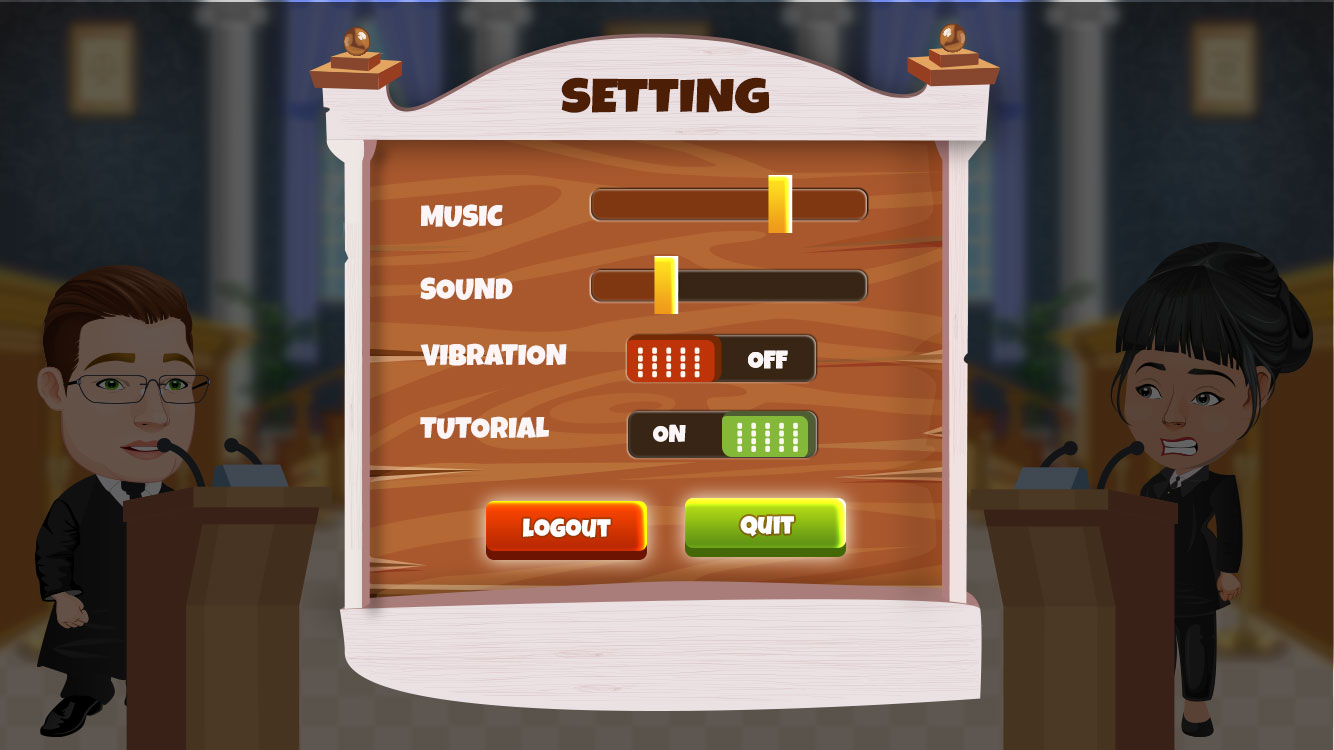 SETTING
MUSIC
SOUND
VIBRATION OFF
TUTORIAL ON
LOGOUT QUIT